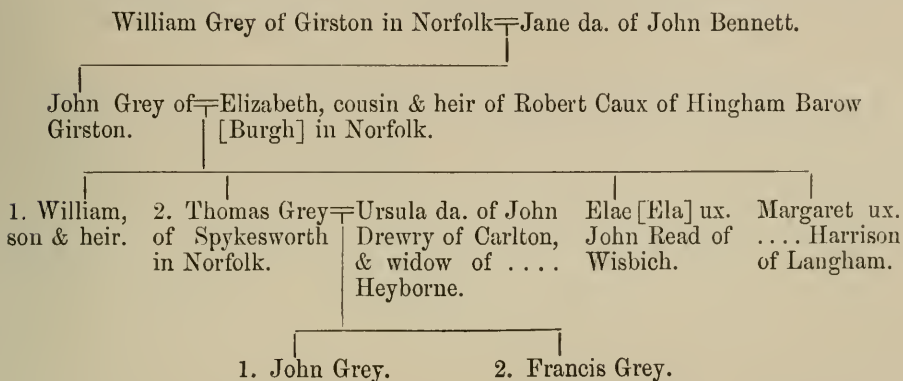 William Grey of Girston in Norfolk=Jane da. of John Bennett.
John Grey of=Elizabeth, cousin & heir of Robert Caux of Hingham Barow
Girston. [Burgh] in Norfolk.
1. William, son & heir.
2. Thomas Grey=Ursula da. of John
of Spykesworth Drewry of Carlton,
in Norfolk. & widow of ....
Heyborne.
Elae [Ela] ux.
John Read of
Wisbich.
Margaret ux.
.... Harrison
of Langham.
1. John Grey. 2. Francis Grey.